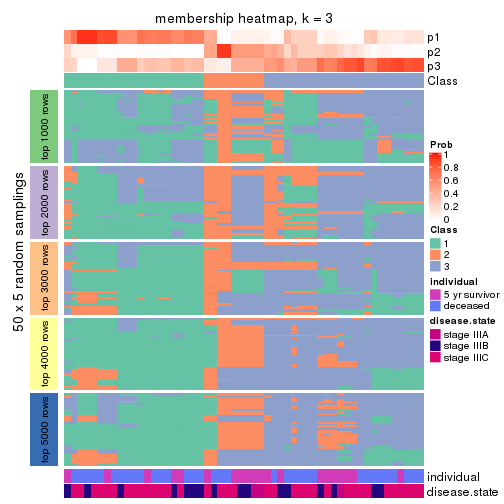 membership heatmap, k = 3
p1
p2
p3
Class
50 x 5 random samplings
top 1000 rows
top 2000 rows
top 3000 rows
top 4000 rows
top 5000 rows
Prob
0.8
0.6
0.4
0.2
0
Class
1
2
3
individual
5 yr survivor
deceased
disease.state
stage IIIA
stage IIIB
stage IIIC
individual
disease.state